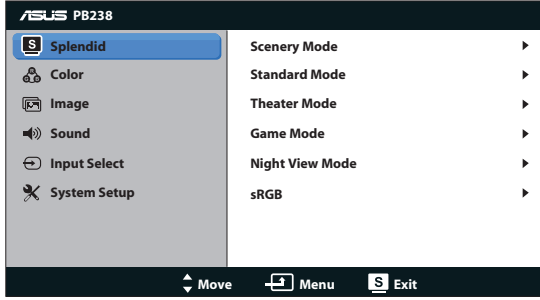 ASUS PB238
S Splendid
Color
Image
Sound
Input Select
System Setup
Scenery Mode
Standard Mode
Theater Mode
Game Mode
Night View Mode
sRGB
Move Menu S Exit